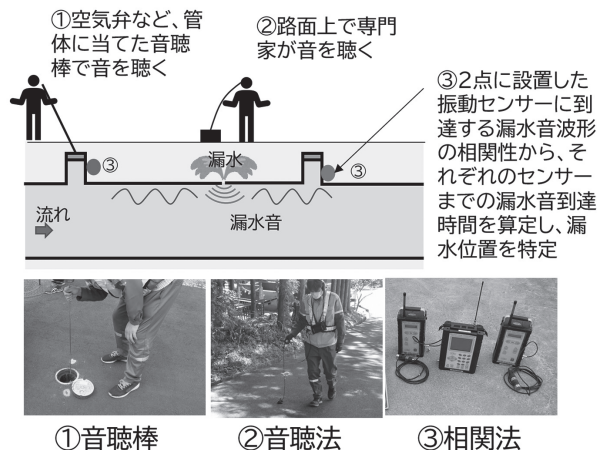 ①空気弁など、管
体に当てた音聴
棒で音を聴く
②路面上で専門
家が音を聴く
③2点に設置した
振動センサーに到
達する漏水音波形
の相関性から、そ
れぞれのセンサー
までの漏水音到達
時間を算定し、漏
水位置を特定
③
漏水
③
流れ
漏水音
①音聴棒
②音聴法
③相関法